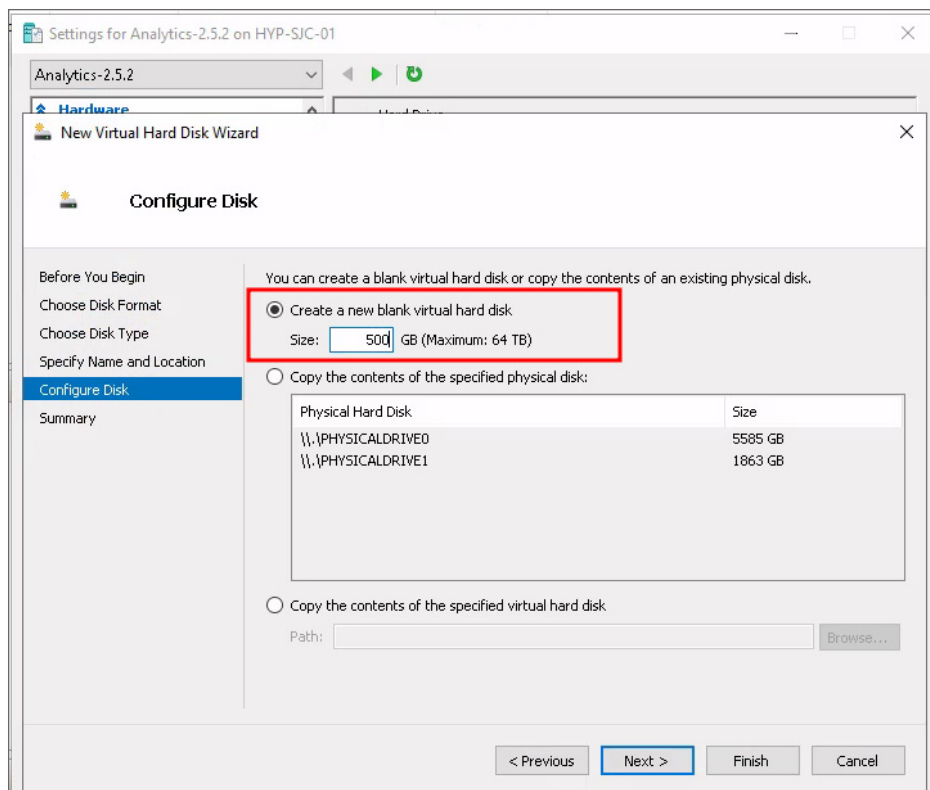 Settings for Analytics-2.5.2 on HYP-SJC-01
Analytics-2.5.2
Hardware
Hard Drive
New Virtual Hard Disk Wizard
Configure Disk
Before You Begin
Choose Disk Format
Choose Disk Type
Specify Name and Location
Configure Disk
Summary
You can create a blank virtual hard disk or copy the contents of an existing physical disk.
Create a new blank virtual hard disk
Size: 500 GB (Maximum: 64 TB)
Copy the contents of the specified physical disk:
Physical Hard Disk Size
\\.\PHYSICALDRIVE0 5585 GB
\\.\PHYSICALDRIVE1 1863 GB
Copy the contents of the specified virtual hard disk
Path: Browse...
< Previous Next > Finish Cancel